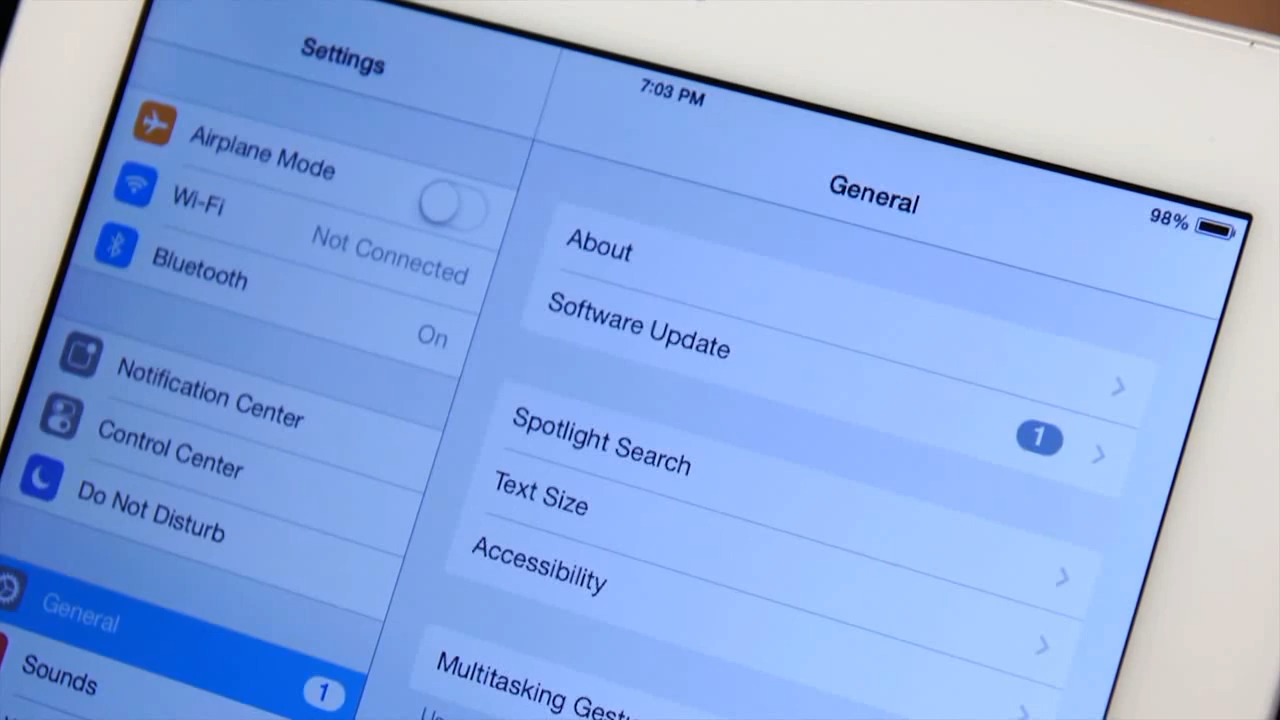 Settings
Airplane Mode
Wi-Fi
Not Connected
Bluetooth
On
Notification Center
Control Center
Do Not Disturb
General
1
Sounds
7:03 PM
98%
General
About
Software Update
1
Spotlight Search
Text Size
Accessibility
Multitasking